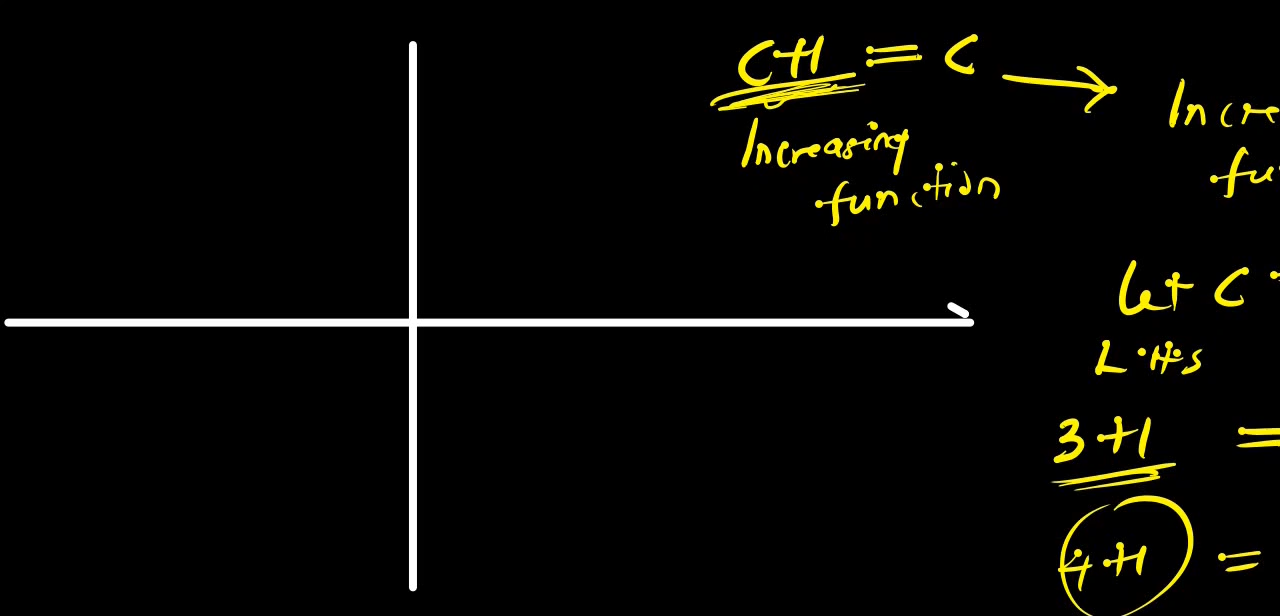 C+1 = C → Incre
Increasing
function
fu
let C
L.H.S
3+1 =
4+1 =